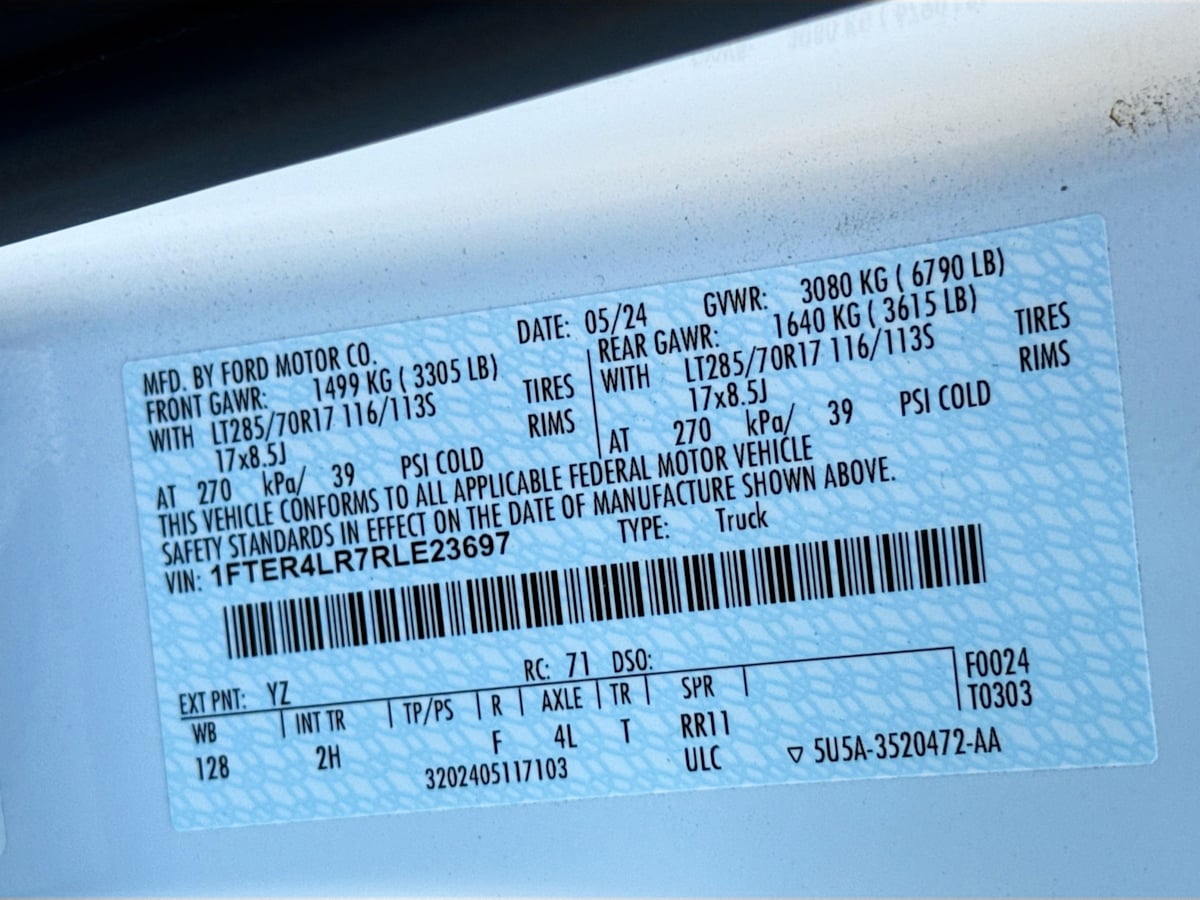 MFD. BY FORD MOTOR CO.
DATE: 05/24 GVWR: 3080 KG ( 6790 LB)
FRONT GAWR: 1499 KG ( 3305 LB)
WITH LT285/70R17 116/113S TIRES
17x8.5J RIMS
AT 270 kPa/ 39 PSI COLD
REAR GAWR: 1640 KG ( 3615 LB)
WITH LT285/70R17 116/113S TIRES
17x8.5J RIMS
AT 270 kPa/ 39 PSI COLD
THIS VEHICLE CONFORMS TO ALL APPLICABLE FEDERAL MOTOR VEHICLE
SAFETY STANDARDS IN EFFECT ON THE DATE OF MANUFACTURE SHOWN ABOVE.
VIN: 1FTER4LR7RLE23697 TYPE: Truck
EXT PNT: YZ RC: 71 DSO:
WB INT TR TP/PS R AXLE TR SPR F0024
128 2H F 4L T RR11 T0303
3202405117103 ULC ▽ 5U5A-3520472-AA